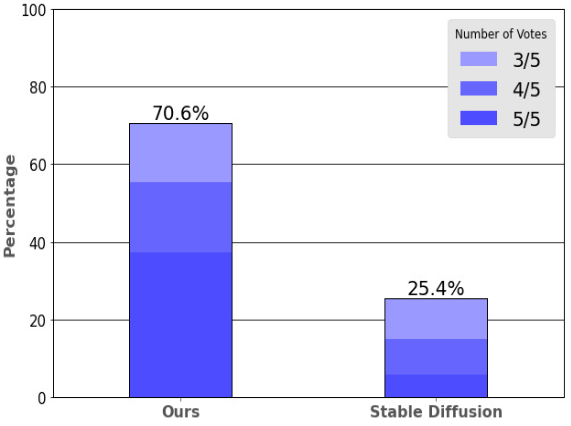 Percentage
100
80
60
40
20
0
70.6%
25.4%
Number of Votes
3/5
4/5
5/5
Ours
Stable Diffusion